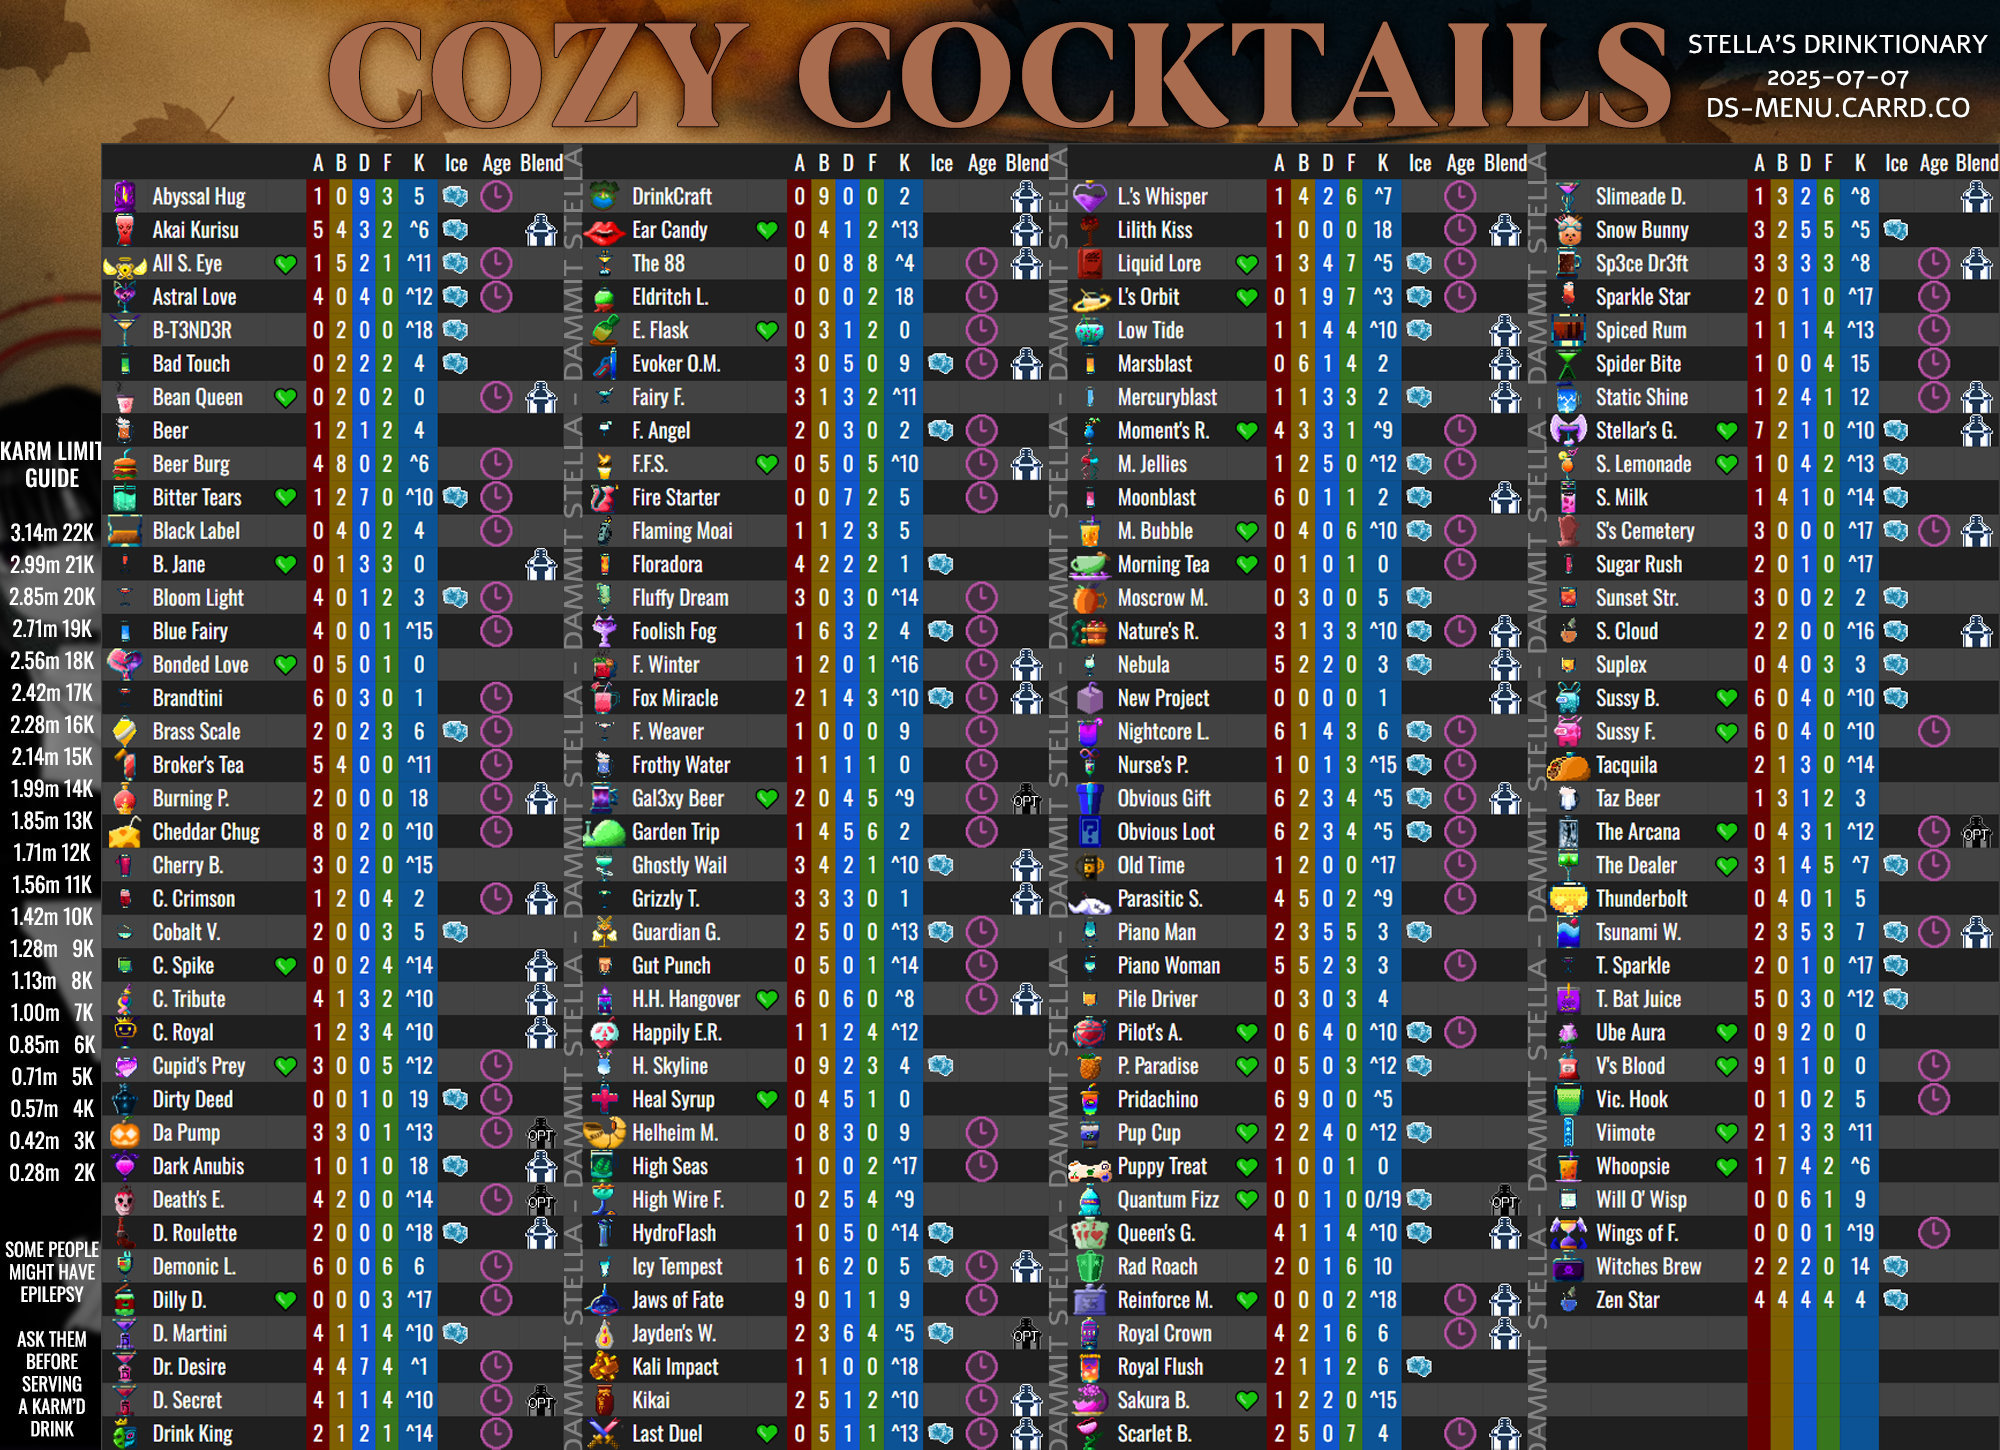 COZY COCKTAILS
STELLA'S DRINKTIONARY
2025-07-07
DS-MENU.CARRD.CO
KARM LIMIT
GUIDE
3.14m 22K
2.99m 21K
2.85m 20K
2.71m 19K
2.56m 18K
2.42m 17K
2.28m 16K
2.14m 15K
1.99m 14K
1.85m 13K
1.71m 12K
1.56m 11K
1.42m 10K
1.28m 9K
1.13m 8K
1.00m 7K
0.85m 6K
0.71m 5K
0.57m 4K
0.42m 3K
0.28m 2K
SOME PEOPLE
MIGHT HAVE
EPILEPSY
ASK THEM
BEFORE
SERVING
A KARM'D
DRINK
A B D F K Ice Age Blend
Abyssal Hug 1 0 9 3 5
Akai Kurisu 5 4 3 2 ^6
All S. Eye 1 5 2 1 ^11
Astral Love 4 0 4 0 ^12
B-T3ND3R 0 2 0 0 ^18
Bad Touch 0 2 2 2 4
Bean Queen 0 2 0 2 0
Beer 1 2 1 2 4
Beer Burg 4 8 0 2 ^6
Bitter Tears 1 2 7 0 ^10
Black Label 0 4 0 2 4
B. Jane 0 1 3 3 0
Bloom Light 4 0 1 2 3
Blue Fairy 4 0 0 1 ^15
Bonded Love 0 5 0 1 0
Brandtini 6 0 3 0 1
Brass Scale 2 0 2 3 6
Broker's Tea 5 4 0 0 ^11
Burning P. 2 0 0 0 18
Cheddar Chug 8 0 2 0 ^10
Cherry B. 3 0 2 0 ^15
C. Crimson 1 2 0 4 2
Cobalt V. 2 0 0 3 5
C. Spike 0 0 2 4 ^14
C. Tribute 4 1 3 2 ^10
C. Royal 1 2 3 4 ^10
Cupid's Prey 3 0 0 5 ^12
Dirty Deed 0 0 1 0 19
Da Pump 3 3 0 1 ^13 OPT
Dark Anubis 1 0 1 0 18
Death's E. 4 2 0 0 ^14 OPT
D. Roulette 2 0 0 0 ^18
Demonic L. 6 0 0 6 6
Dilly D. 0 0 0 3 ^17
D. Martini 4 1 1 4 ^10
Dr. Desire 4 4 7 4 ^1
D. Secret 4 1 1 4 ^10 OPT
Drink King 2 1 2 1 ^14
DAMMIT STELLA - DAMMIT STELLA - DAMMIT STELLA - DAMMIT STELLA
A B D F K Ice Age Blend
DrinkCraft 0 9 0 0 2
Ear Candy 0 4 1 2 ^13
The 88 0 0 8 8 ^4
Eldritch L. 0 0 0 2 18
E. Flask 0 3 1 2 0
Evoker O.M. 3 0 5 0 9
Fairy F. 3 1 3 2 ^11
F. Angel 2 0 3 0 2
F.F.S. 0 5 0 5 ^10
Fire Starter 0 0 7 2 5
Flaming Moai 1 1 2 3 5
Floradora 4 2 2 2 1
Fluffy Dream 3 0 3 0 ^14
Foolish Fog 1 6 3 2 4
F. Winter 1 2 0 1 ^16
Fox Miracle 2 1 4 3 ^10
F. Weaver 1 0 0 0 9
Frothy Water 1 1 1 1 0
Gal3xy Beer 2 0 4 5 ^9 OPT
Garden Trip 1 4 5 6 2
Ghostly Wail 3 4 2 1 ^10
Grizzly T. 3 3 3 0 1
Guardian G. 2 5 0 0 ^13
Gut Punch 0 5 0 1 ^14
H.H. Hangover 6 0 6 0 ^8
Happily E.R. 1 1 2 4 ^12
H. Skyline 0 9 2 3 4
Heal Syrup 0 4 5 1 0
Helheim M. 0 8 3 0 9
High Seas 1 0 0 2 ^17
High Wire F. 0 2 5 4 ^9
HydroFlash 1 0 5 0 ^14
Icy Tempest 1 6 2 0 5
Jaws of Fate 9 0 1 1 9
Jayden's W. 2 3 6 4 ^5 OPT
Kali Impact 1 1 0 0 ^18
Kikai 2 5 1 2 ^10
Last Duel 0 5 1 1 ^13
DAMMIT STELLA - DAMMIT STELLA - DAMMIT STELLA - DAMMIT STELLA
A B D F K Ice Age Blend
L.'s Whisper 1 4 2 6 ^7
Lilith Kiss 1 0 0 0 18
Liquid Lore 1 3 4 7 ^5
L's Orbit 0 1 9 7 ^3
Low Tide 1 1 4 4 ^10
Marsblast 0 6 1 4 2
Mercuryblast 1 1 3 3 2
Moment's R. 4 3 3 1 ^9
M. Jellies 1 2 5 0 ^12
Moonblast 6 0 1 1 2
M. Bubble 0 4 0 6 ^10
Morning Tea 0 1 0 1 0
Moscrow M. 0 3 0 0 5
Nature's R. 3 1 3 3 ^10
Nebula 5 2 2 0 3
New Project 0 0 0 0 1
Nightcore L. 6 1 4 3 6
Nurse's P. 1 0 1 3 ^15
Obvious Gift 6 2 3 4 ^5
Obvious Loot 6 2 3 4 ^5
Old Time 1 2 0 0 ^17
Parasitic S. 4 5 0 2 ^9
Piano Man 2 3 5 5 3
Piano Woman 5 5 2 3 3
Pile Driver 0 3 0 3 4
Pilot's A. 0 6 4 0 ^10
P. Paradise 0 5 0 3 ^12
Pridachino 6 9 0 0 ^5
Pup Cup 2 2 4 0 ^12
Puppy Treat 1 0 0 1 0
Quantum Fizz 0 0 1 0 0/19 OPT
Queen's G. 4 1 1 4 ^10
Rad Roach 2 0 1 6 10
Reinforce M. 0 0 0 2 ^18
Royal Crown 4 2 1 6 6
Royal Flush 2 1 1 2 6
Sakura B. 1 2 2 0 ^15
Scarlet B. 2 5 0 7 4
DAMMIT STELLA - DAMMIT STELLA - DAMMIT STELLA - DAMMIT STELLA
A B D F K Ice Age Blend
Slimeade D. 1 3 2 6 ^8
Snow Bunny 3 2 5 5 ^5
Sp3ce Dr3ft 3 3 3 3 ^8
Sparkle Star 2 0 1 0 ^17
Spiced Rum 1 1 1 4 ^13
Spider Bite 1 0 0 4 15
Static Shine 1 2 4 1 12
Stellar's G. 7 2 1 0 ^10
S. Lemonade 1 0 4 2 ^13
S. Milk 1 4 1 0 ^14
S's Cemetery 3 0 0 0 ^17
Sugar Rush 2 0 1 0 ^17
Sunset Str. 3 0 0 2 2
S. Cloud 2 2 0 0 ^16
Suplex 0 4 0 3 3
Sussy B. 6 0 4 0 ^10
Sussy F. 6 0 4 0 ^10
Tacquila 2 1 3 0 ^14
Taz Beer 1 3 1 2 3
The Arcana 0 4 3 1 ^12 OPT
The Dealer 3 1 4 5 ^7
Thunderbolt 0 4 0 1 5
Tsunami W. 2 3 5 3 7
T. Sparkle 2 0 1 0 ^17
T. Bat Juice 5 0 3 0 ^12
Ube Aura 0 9 2 0 0
V's Blood 9 1 1 0 0
Vic. Hook 0 1 0 2 5
Viimote 2 1 3 3 ^11
Whoopsie 1 7 4 2 ^6
Will O' Wisp 0 0 6 1 9
Wings of F. 0 0 0 1 ^19
Witches Brew 2 2 2 0 14
Zen Star 4 4 4 4 4